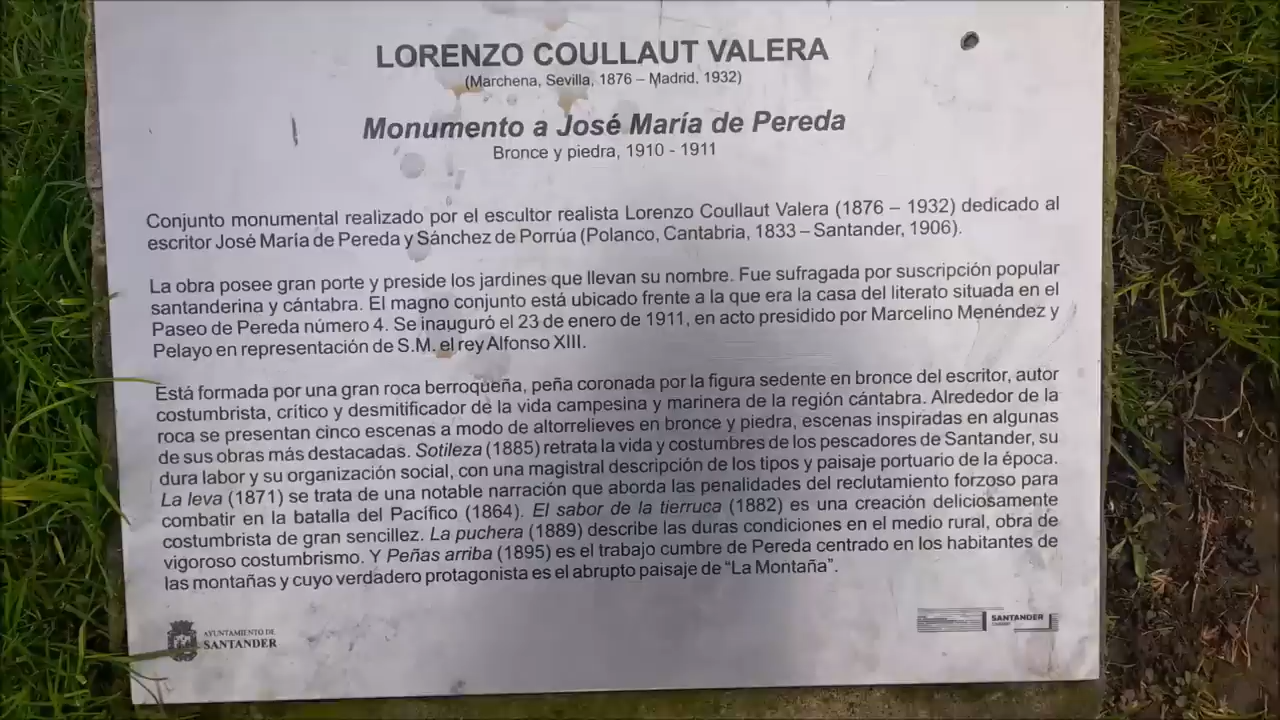 LORENZO COULLAUT VALERA
(Marchena, Sevilla, 1876 – Madrid, 1932)
Monumento a José María de Pereda
Bronce y piedra, 1910 - 1911
Conjunto monumental realizado por el escultor realista Lorenzo Coullaut Valera (1876 – 1932) dedicado al
escritor José María de Pereda y Sánchez de Porrúa (Polanco, Cantabria, 1833 – Santander, 1906).
La obra posee gran porte y preside los jardines que llevan su nombre. Fue sufragada por suscripción popular
santanderina y cántabra. El magno conjunto está ubicado frente a la que era la casa del literato situada en el
Paseo de Pereda número 4. Se inauguró el 23 de enero de 1911, en acto presidido por Marcelino Menéndez y
Pelayo en representación de S.M. el rey Alfonso XIII.
Está formada por una gran roca berroqueña, peña coronada por la figura sedente en bronce del escritor, autor
costumbrista, crítico y desmitificador de la vida campesina y marinera de la región cántabra. Alrededor de la
roca se presentan cinco escenas a modo de altorrelieves en bronce y piedra, escenas inspiradas en algunas
de sus obras más destacadas. Sotileza (1885) retrata la vida y costumbres de los pescadores de Santander, su
dura labor y su organización social, con una magistral descripción de los tipos y paisaje portuario de la época.
La leva (1871) se trata de una notable narración que aborda las penalidades del reclutamiento forzoso para
combatir en la batalla del Pacífico (1864). El sabor de la tierruca (1882) es una creación deliciosamente
costumbrista de gran sencillez. La puchera (1889) describe las duras condiciones en el medio rural, obra de
vigoroso costumbrismo. Y Peñas arriba (1895) es el trabajo cumbre de Pereda centrado en los habitantes de
las montañas y cuyo verdadero protagonista es el abrupto paisaje de “La Montaña”.
AYUNTAMIENTO DE
SANTANDER
SANTANDER